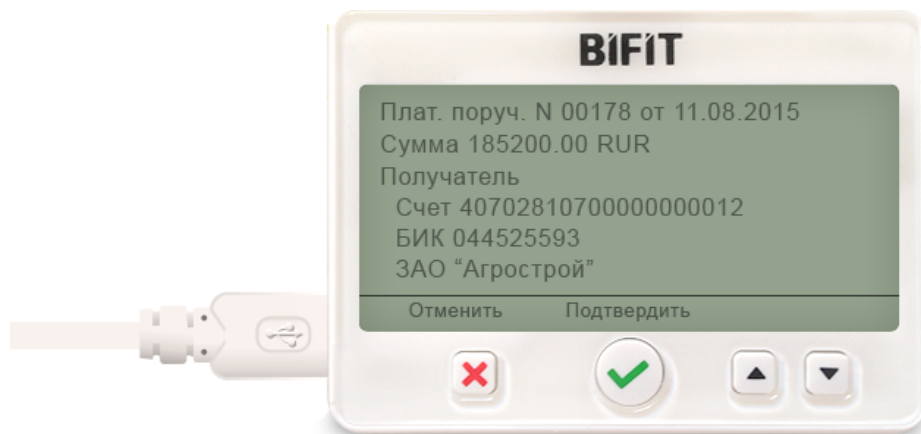 BIFIT
Плат. поруч. N 00178 от 11.08.2015
Сумма 185200.00 RUR
Получатель
Счет 40702810700000000012
БИК 044525593
ЗАО “Агрострой”
Отменить Подтвердить